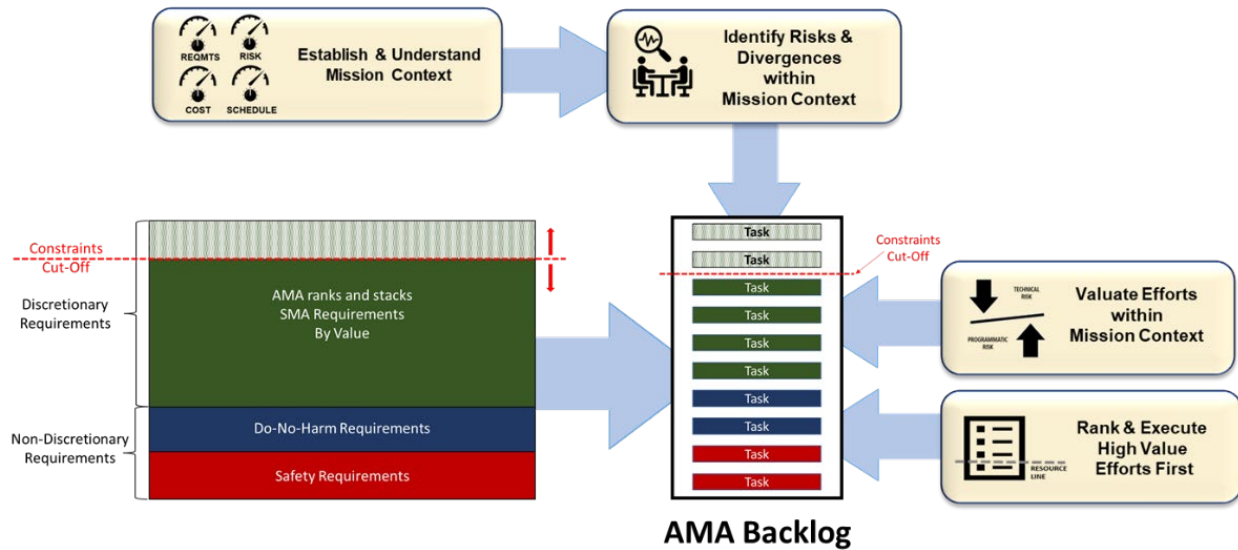 REQMTS
RISK
COST
SCHEDULE
Establish & Understand
Mission Context
Identify Risks &
Divergences
within
Mission Context
Constraints
Cut-Off
Discretionary
Requirements
Non-Discretionary
Requirements
AMA ranks and stacks
SMA Requirements
By Value
Do-No-Harm Requirements
Safety Requirements
Task
Task
Task
Task
Task
Task
Task
Task
Task
Task
AMA Backlog
Constraints
Cut-Off
TECHNICAL
RISK
PROGRAMMATIC
RISK
Valuate Efforts
within
Mission Context
RESOURCE
LINE
Rank & Execute
High Value
Efforts First